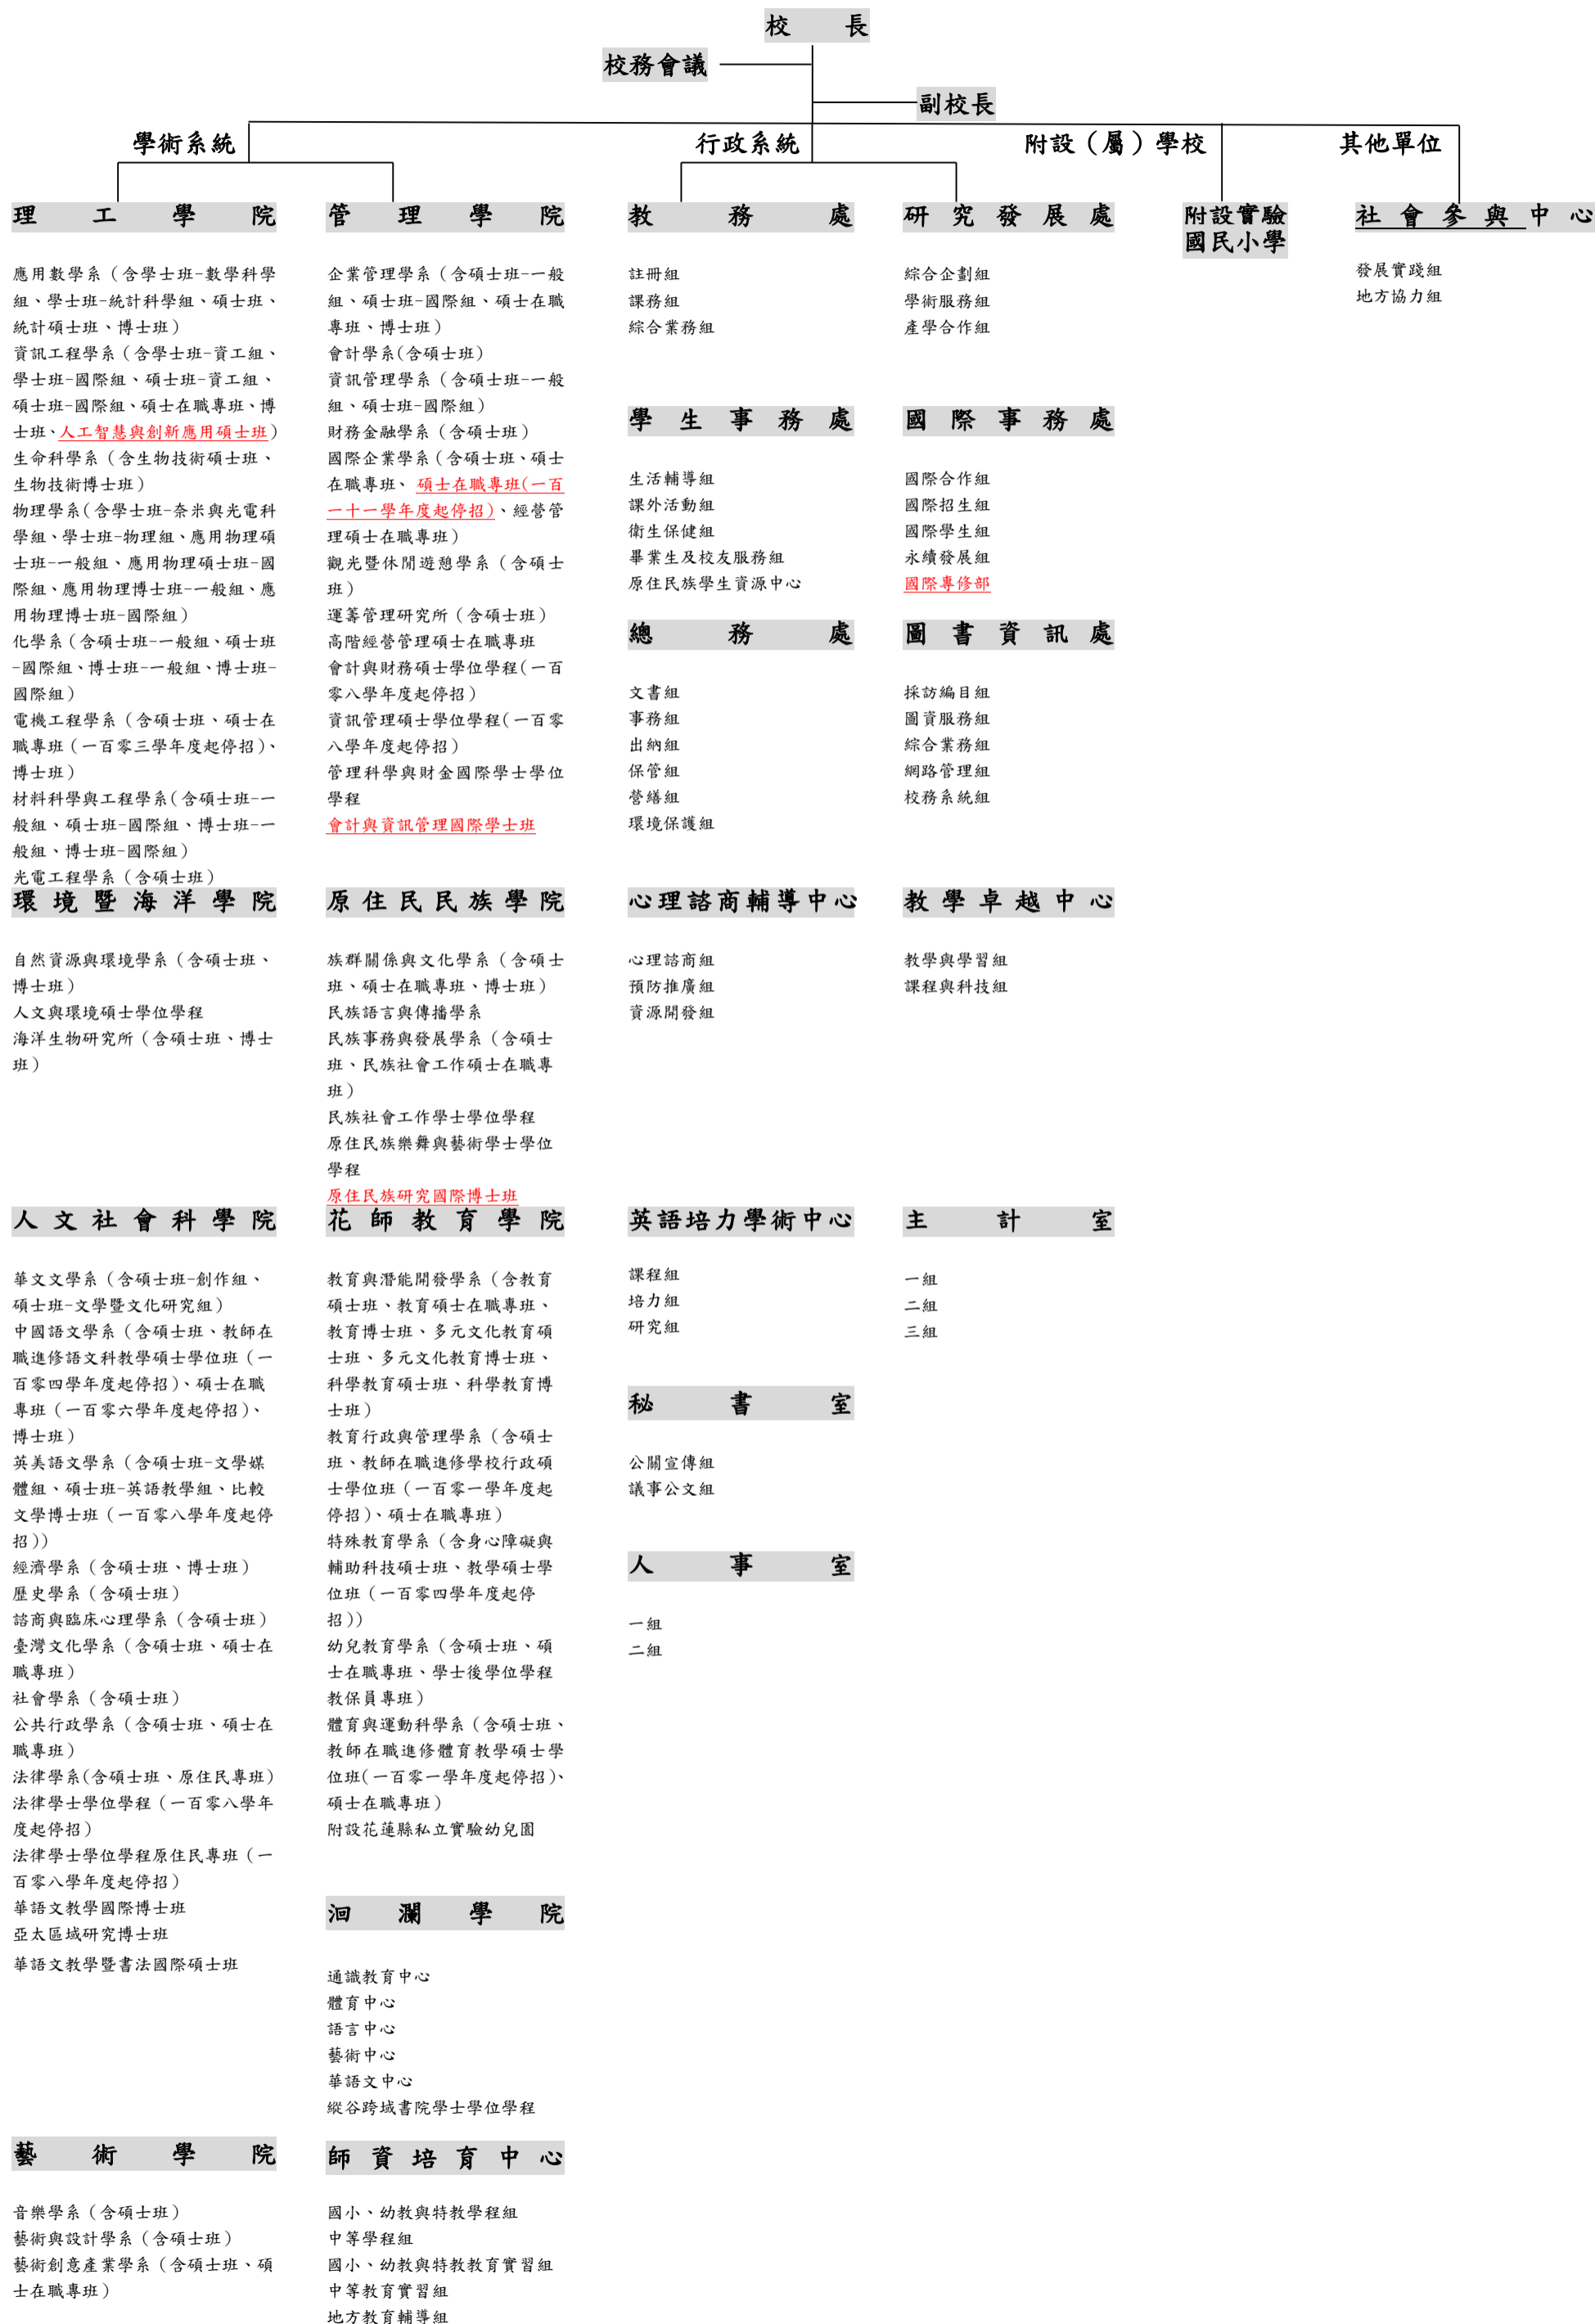 校長
校務會議
副校長
學術系統
行政系統
附設（屬）學校
其他單位
理工學院
應用數學系（含學士班-數學科學
組、學士班-統計科學組、碩士班、
統計碩士班、博士班）
資訊工程學系（含學士班-資工組、
學士班-國際組、碩士班-資工組、
碩士班-國際組、碩士在職專班、博
士班、人工智慧與創新應用碩士班）
生命科學系（含生物技術碩士班、
生物技術博士班）
物理學系(含學士班-奈米與光電科
學組、學士班-物理組、應用物理碩
士班-一般組、應用物理碩士班-國
際組、應用物理博士班-一般組、應
用物理博士班-國際組）
化學系（含碩士班-一般組、碩士班
-國際組、博士班-一般組、博士班-
國際組）
電機工程學系（含碩士班、碩士在
職專班（一百零三學年度起停招）、
博士班）
材料科學與工程學系(含碩士班-一
般組、碩士班-國際組、博士班-一
般組、博士班-國際組）
光電工程學系（含碩士班）
管理學院
企業管理學系（含碩士班-一般
組、碩士班-國際組、碩士在職
專班、博士班）
會計學系(含碩士班）
資訊管理學系（含碩士班-一般
組、碩士班-國際組）
財務金融學系（含碩士班）
國際企業學系（含碩士班、碩士
在職專班、碩士在職專班(一百
一十一學年度起停招)、經營管
理碩士在職專班）
觀光暨休閒遊憩學系（含碩士
班）
運籌管理研究所（含碩士班）
高階經營管理碩士在職專班
會計與財務碩士學位學程(一百
零八學年度起停招）
資訊管理碩士學位學程(一百零
八學年度起停招）
管理科學與財金國際學士學位
學程
會計與資訊管理國際學士班
教務處
註冊組
課務組
綜合業務組
研究發展處
綜合企劃組
學術服務組
產學合作組
附設實驗
國民小學
社會參與中心
發展實踐組
地方協力組
學生事務處
生活輔導組
課外活動組
衛生保健組
畢業生及校友服務組
原住民族學生資源中心
國際事務處
國際合作組
國際招生組
國際學生組
永續發展組
國際專修部
總務處
文書組
事務組
出納組
保管組
營繕組
環境保護組
圖書資訊處
採訪編目組
圖資服務組
綜合業務組
網路管理組
校務系統組
環境暨海洋學院
自然資源與環境學系（含碩士班、
博士班）
人文與環境碩士學位學程
海洋生物研究所（含碩士班、博士
班）
原住民民族學院
族群關係與文化學系（含碩士
班、碩士在職專班、博士班）
民族語言與傳播學系
民族事務與發展學系（含碩士
班、民族社會工作碩士在職專
班）
民族社會工作學士學位學程
原住民族樂舞與藝術學士學位
學程
原住民族研究國際博士班
心理諮商輔導中心
心理諮商組
預防推廣組
資源開發組
教學卓越中心
教學與學習組
課程與科技組
人文社會科學院
華文文學系（含碩士班-創作組、
碩士班-文學暨文化研究組）
中國語文學系（含碩士班、教師在
職進修語文科教學碩士學位班（一
百零四學年度起停招）、碩士在職
專班（一百零六學年度起停招）、
博士班）
英美語文學系（含碩士班-文學媒
體組、碩士班-英語教學組、比較
文學博士班（一百零八學年度起停
招））
經濟學系（含碩士班、博士班）
歷史學系（含碩士班）
諮商與臨床心理學系（含碩士班）
臺灣文化學系（含碩士班、碩士在
職專班）
社會學系（含碩士班）
公共行政學系（含碩士班、碩士在
職專班）
法律學系(含碩士班、原住民專班）
法律學士學位學程（一百零八學年
度起停招）
法律學士學位學程原住民專班（一
百零八學年度起停招）
華語文教學國際博士班
亞太區域研究博士班
華語文教學暨書法國際碩士班
花師教育學院
教育與潛能開發學系（含教育
碩士班、教育碩士在職專班、
教育博士班、多元文化教育碩
士班、多元文化教育博士班、
科學教育碩士班、科學教育博
士班）
教育行政與管理學系（含碩士
班、教師在職進修學校行政碩
士學位班（一百零一學年度起
停招）、碩士在職專班）
特殊教育學系（含身心障礙與
輔助科技碩士班、教學碩士學
位班（一百零四學年度起停
招））
幼兒教育學系（含碩士班、碩
士在職專班、學士後學位學程
教保員專班）
體育與運動科學系（含碩士班、
教師在職進修體育教學碩士學
位班(一百零一學年度起停招）、
碩士在職專班）
附設花蓮縣私立實驗幼兒園
英語培力學術中心
課程組
培力組
研究組
主計室
一組
二組
三組
秘書室
公關宣傳組
議事公文組
人事室
一組
二組
洄瀾學院
通識教育中心
體育中心
語言中心
藝術中心
華語文中心
縱谷跨域書院學士學位學程
藝術學院
音樂學系（含碩士班）
藝術與設計學系（含碩士班）
藝術創意產業學系（含碩士班、碩
士在職專班）
師資培育中心
國小、幼教與特教學程組
中等學程組
國小、幼教與特教教育實習組
中等教育實習組
地方教育輔導組